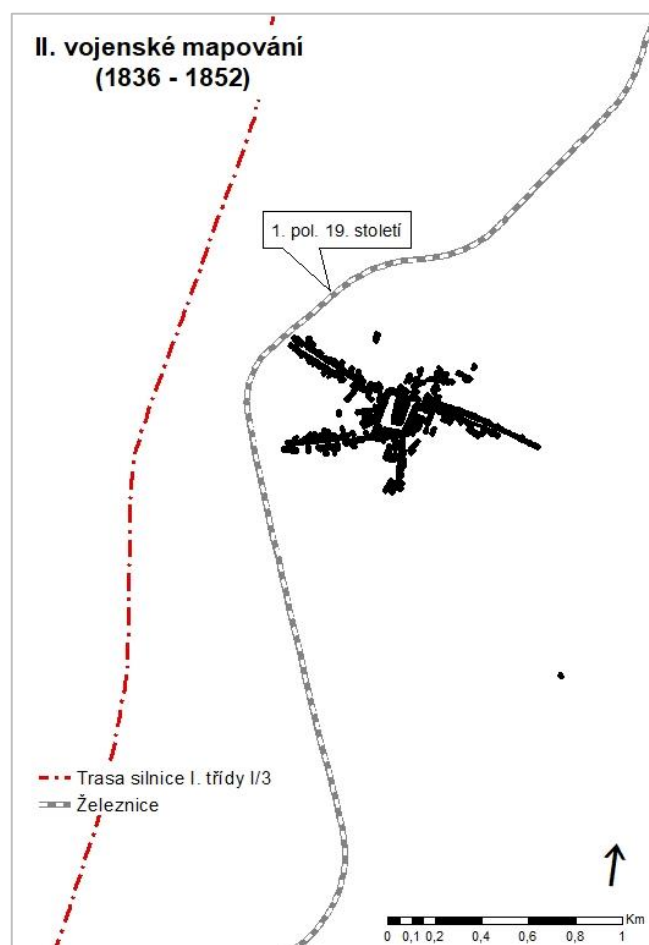 II. vojenské mapování
(1836 - 1852)
1. pol. 19. století
Trasa silnice I. třídy I/3
Železnice
Km
0 0,1 0,2 0,4 0,6 0,8 1